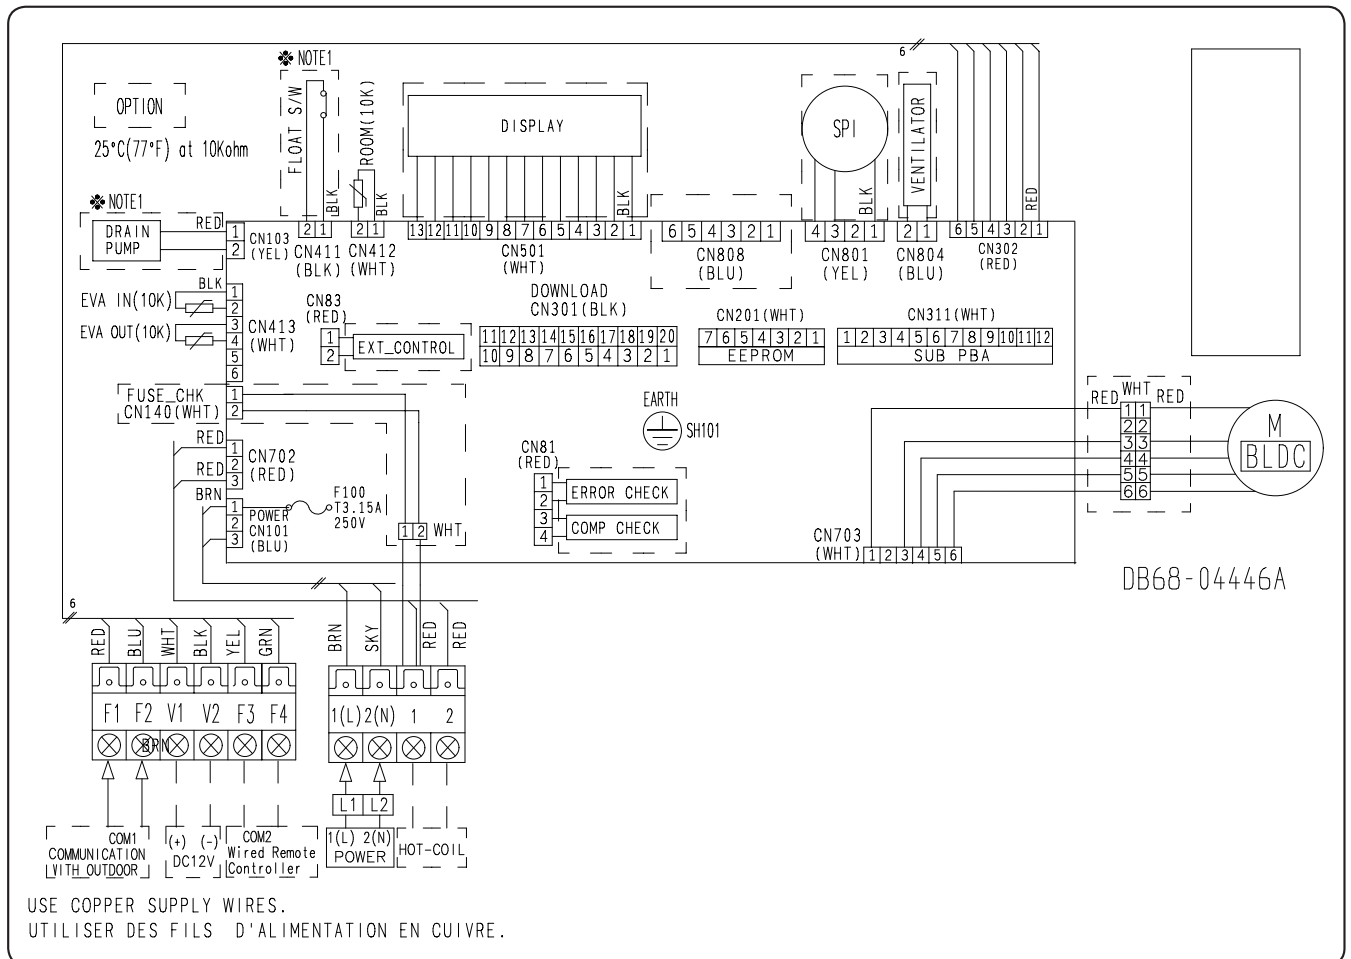 6
※ NOTE1
OPTION
25°C(77°F) at 10Kohm
FLOAT S/W
BLK
ROOM(10K)
BLK
DISPLAY
BLK
SPI
BLK
VENTILATOR
RED
※ NOTE1
DRAIN
PUMP
RED
1
2
CN103
(YEL)
2 1
CN411
(BLK)
2 1
CN412
(WHT)
13 12 11 10 9 8 7 6 5 4 3 2 1
CN501
(WHT)
6 5 4 3 2 1
CN808
(BLU)
4 3 2 1
CN801
(YEL)
2 1
CN804
(BLU)
6 5 4 3 2 1
CN302
(RED)
BLK
EVA IN(10K)
EVA OUT(10K)
1
2
3
4
5
6
CN413
(WHT)
CN83
(RED)
1
2
EXT_CONTROL
DOWNLOAD
CN301(BLK)
11 12 13 14 15 16 17 18 19 20
10 9 8 7 6 5 4 3 2 1
CN201(WHT)
7 6 5 4 3 2 1
EEPROM
CN311(WHT)
1 2 3 4 5 6 7 8 9 10 11 12
SUB PBA
FUSE_CHK
CN140(WHT)
1
2
EARTH
SH101
RED
RED
1
2
3
CN702
(RED)
BRN
1
2
3
POWER
CN101
(BLU)
F100
T3.15A
250V
1 2 WHT
CN81
(RED)
1
2
3
4
ERROR CHECK
COMP CHECK
CN703
(WHT)
1 2 3 4 5 6
RED WHT RED
1 1
2 2
3 3
4 4
5 5
6 6
M
BLDC
DB68-04446A
6
RED BLU WHT BLK YEL GRN
F1 F2 V1 V2 F3 F4
BRN
BRN SKY RED RED
1(L) 2(N) 1 2
L1 L2
1(L) 2(N)
POWER
HOT-COIL
COM1
COMMUNICATION
WITH OUTDOOR
(+) (-)
DC12V
COM2
Wired Remote
Controller
USE COPPER SUPPLY WIRES.
UTILISER DES FILS D'ALIMENTATION EN CUIVRE.